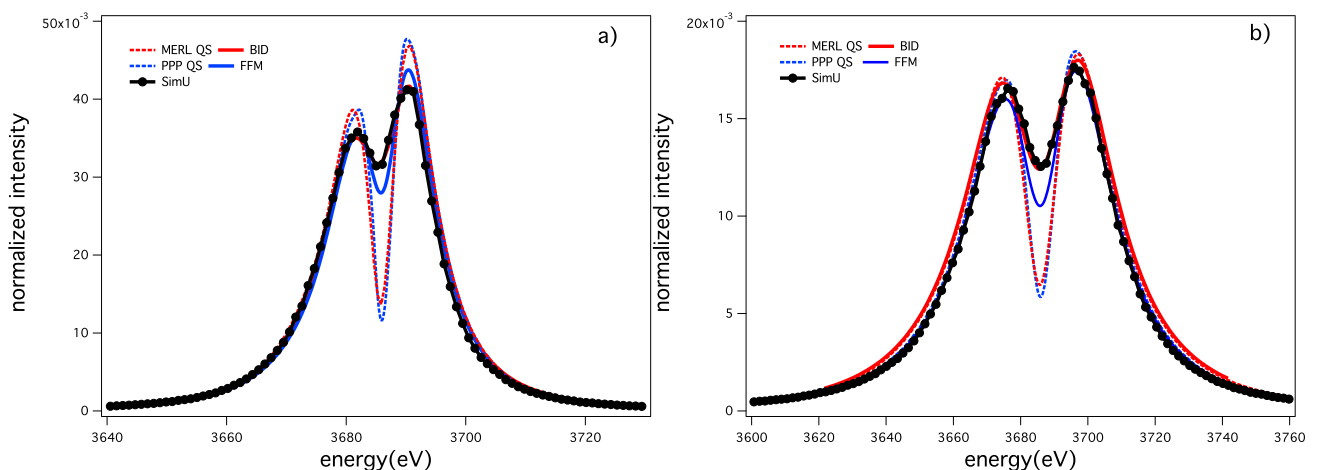 50x10⁻³
a)
MERL QS BID
PPP QS FFM
SimU
40
30
20
10
0
normalized intensity
3640 3660 3680 3700 3720
energy(eV)
20x10⁻³
b)
MERL QS BID
PPP QS FFM
SimU
15
10
5
0
normalized intensity
3600 3620 3640 3660 3680 3700 3720 3740 3760
energy(eV)